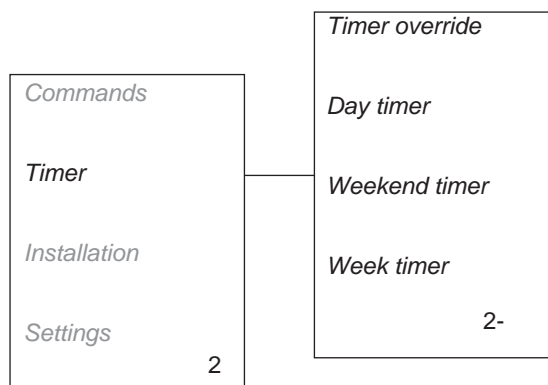 Commands
Timer
Installation
Settings
2
Timer override
Day timer
Weekend timer
Week timer
2-